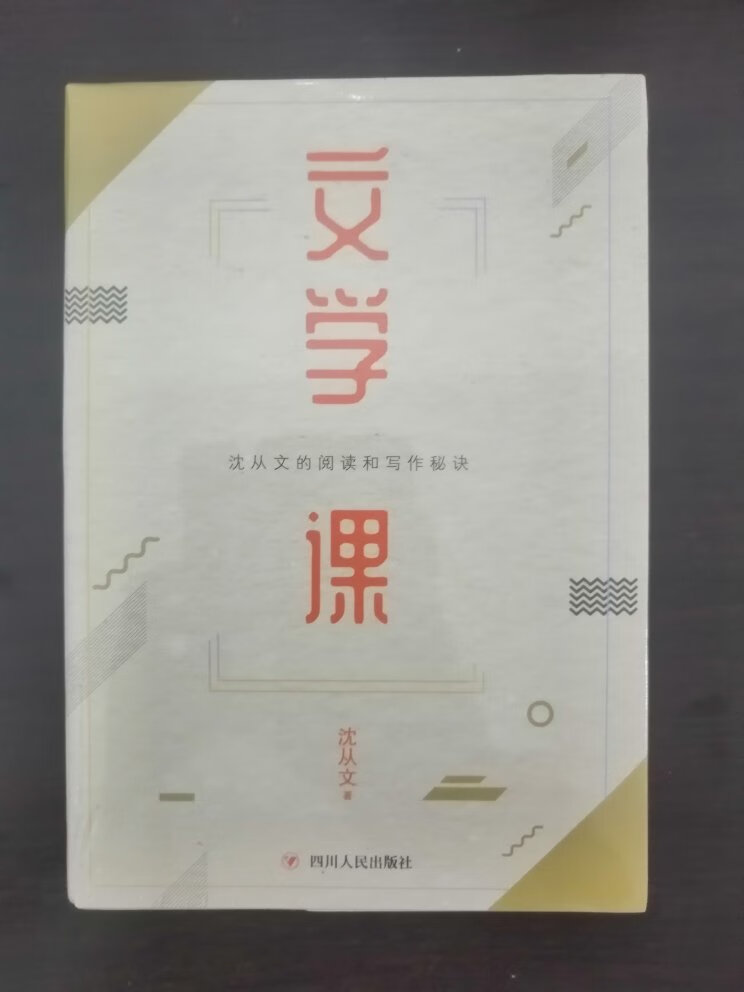 文学
沈从文的阅读和写作秘诀
课
沈从文 著
四川人民出版社